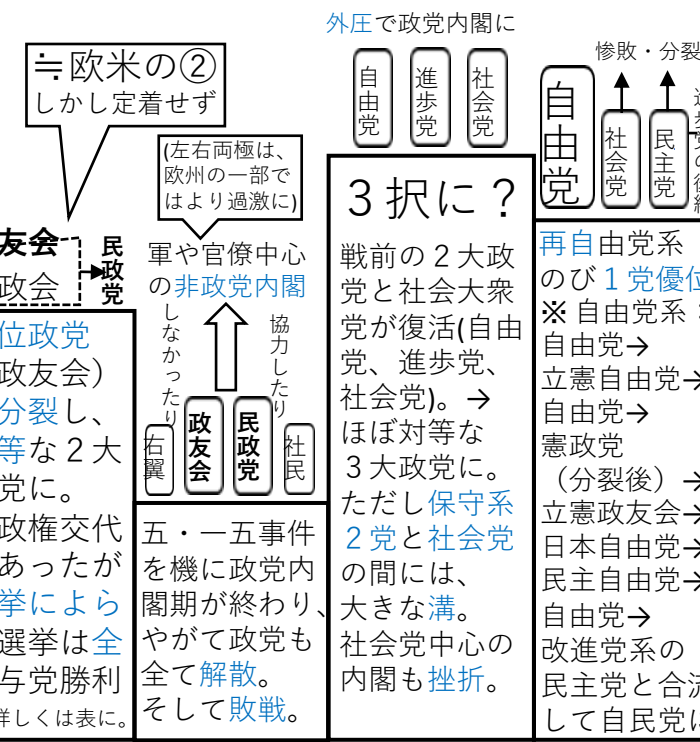 ≒欧米の②
しかし定着せず
友会
政会
民政党
位政党
政友会）
分裂し、
等な２大
党に。
政権交代
あったが
挙によら
選挙は全
与党勝利
詳しくは表に。
(左右両極は、
欧州の一部で
はより過激に)
軍や官僚中心
の非政党内閣
しなかったり
協力したり
右翼
政友会
民政党
社民
五・一五事件
を機に政党内
閣期が終わり、
やがて政党も
全て解散。
そして敗戦。
外圧で政党内閣に
自由党
進歩党
社会党
３択に？
戦前の２大政
党と社会大衆
党が復活(自由
党、進歩党、
社会党)。→
ほぼ対等な
３大政党に。
ただし保守系
２党と社会党
の間には、
大きな溝。
社会党中心の
内閣も挫折。
惨敗・分裂
自由党
社会党
民主党
進歩党の後継
再自由党系
のび１党優位
※自由党系：
自由党→
立憲自由党→
自由党→
憲政党
（分裂後）→
立憲政友会→
日本自由党→
民主自由党→
自由党→
改進党系の
民主党と合流
して自民党に